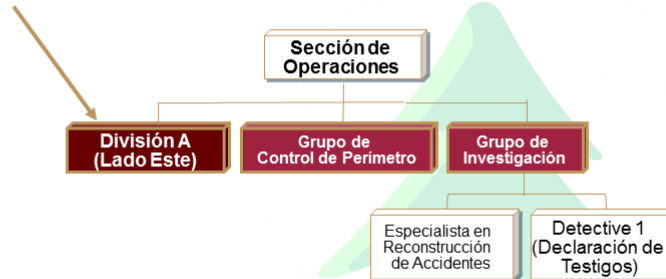 Sección de
Operaciones
División A
(Lado Este)
Grupo de
Control de Perímetro
Grupo de
Investigación
Especialista en
Reconstrucción
de Accidentes
Detective 1
(Declaración de
Testigos)